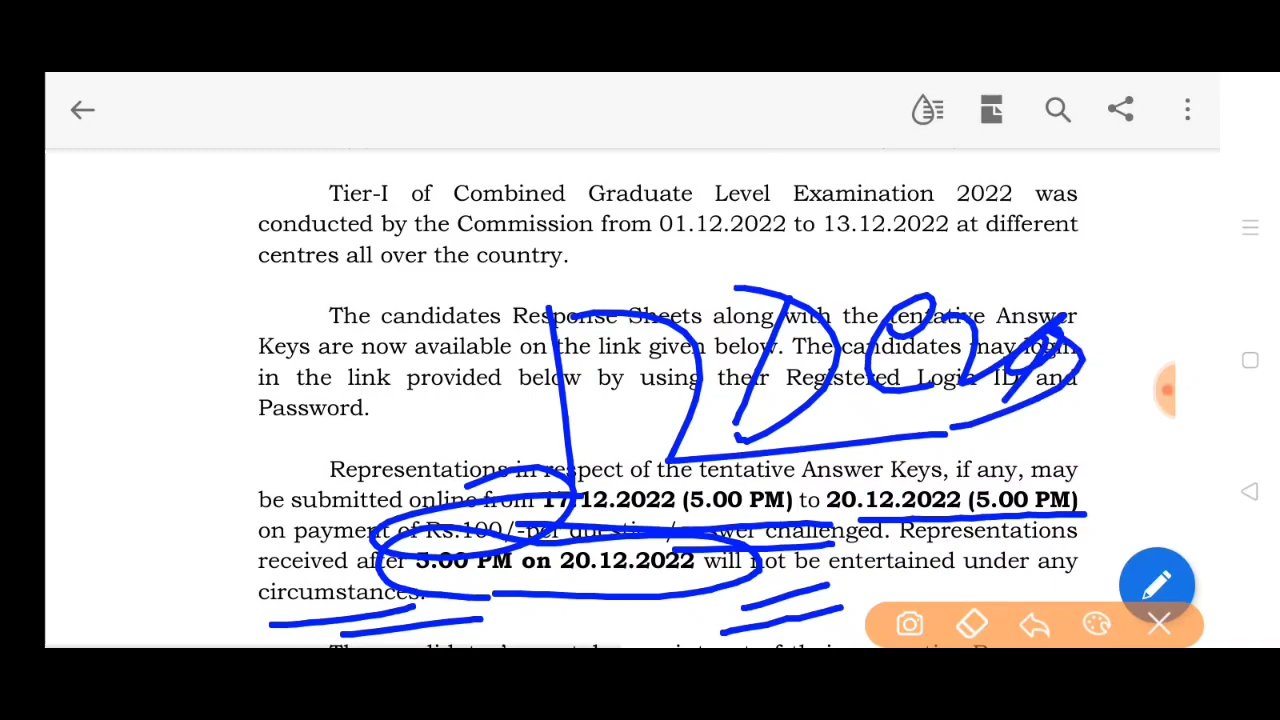 Tier-I of Combined Graduate Level Examination 2022 was
conducted by the Commission from 01.12.2022 to 13.12.2022 at different
centres all over the country.
The candidates Response Sheets along with the tentative Answer
Keys are now available on the link given below. The candidates may login
in the link provided below by using their Registered Login ID and
Password.
Representations in respect of the tentative Answer Keys, if any, may
be submitted online from 17.12.2022 (5.00 PM) to 20.12.2022 (5.00 PM)
on payment of Rs.100/-per question/answer challenged. Representations
received after 5.00 PM on 20.12.2022 will not be entertained under any
circumstances.